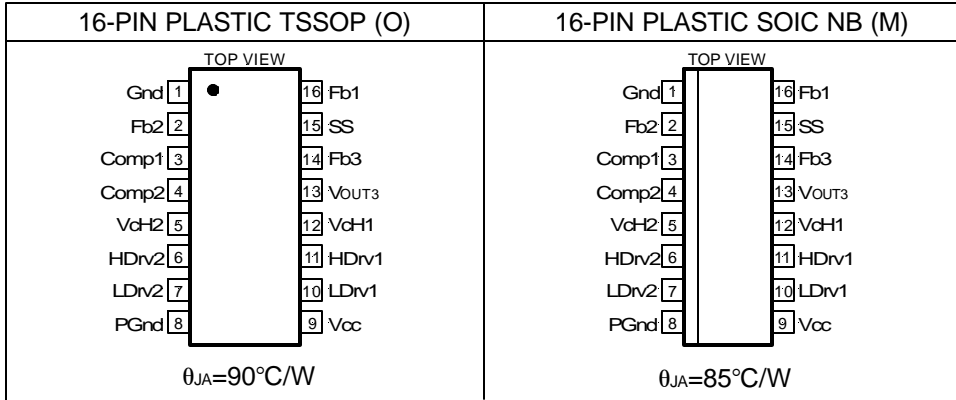 16-PIN PLASTIC TSSOP (O)
TOP VIEW
Gnd 1 16 Fb1
Fb2 2 15 SS
Comp1 3 14 Fb3
Comp2 4 13 VOUT3
VcH2 5 12 VcH1
HDrv2 6 11 HDrv1
LDrv2 7 10 LDrv1
PGnd 8 9 Vcc
θJA=90°C/W
16-PIN PLASTIC SOIC NB (M)
TOP VIEW
Gnd 1 16 Fb1
Fb2 2 15 SS
Comp1 3 14 Fb3
Comp2 4 13 VOUT3
VcH2 5 12 VcH1
HDrv2 6 11 HDrv1
LDrv2 7 10 LDrv1
PGnd 8 9 Vcc
θJA=85°C/W